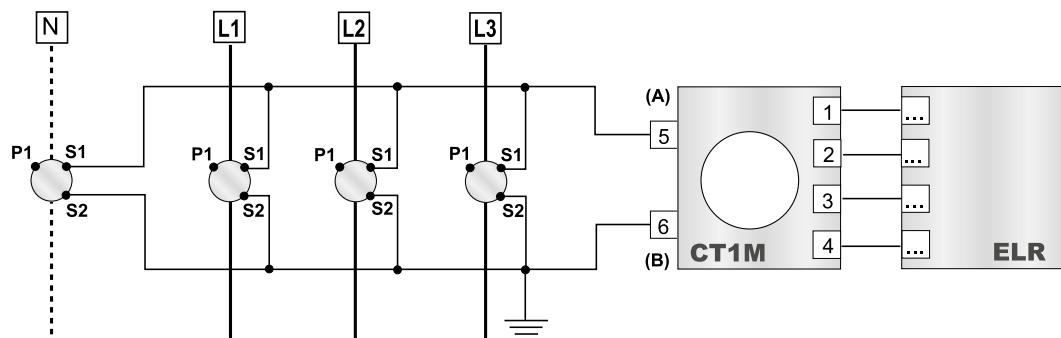 N L1 L2 L3
(A)
1 ...
5
P1 S1 P1 S1 P1 S1 P1 S1
2 ...
S2 S2 S2 S2
3 ...
6
4 ...
(B) CT1M ELR